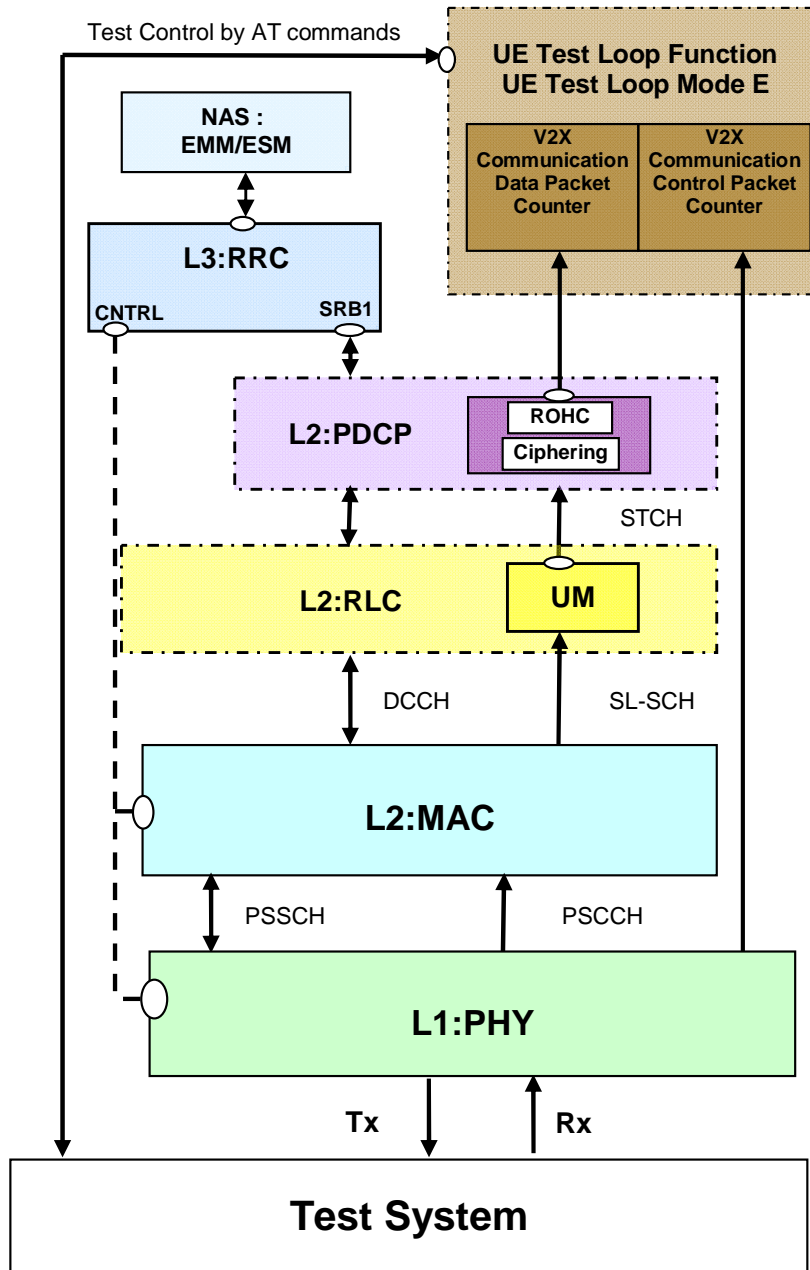 Test Control by AT commands
UE Test Loop Function
UE Test Loop Mode E
V2X
Communication
Data Packet
Counter
V2X
Communication
Control Packet
Counter
NAS :
EMM/ESM
L3:RRC
CNTRL
SRB1
L2:PDCP
ROHC
Ciphering
STCH
L2:RLC
UM
DCCH
SL-SCH
L2:MAC
PSSCH
PSCCH
L1:PHY
Tx
Rx
Test System